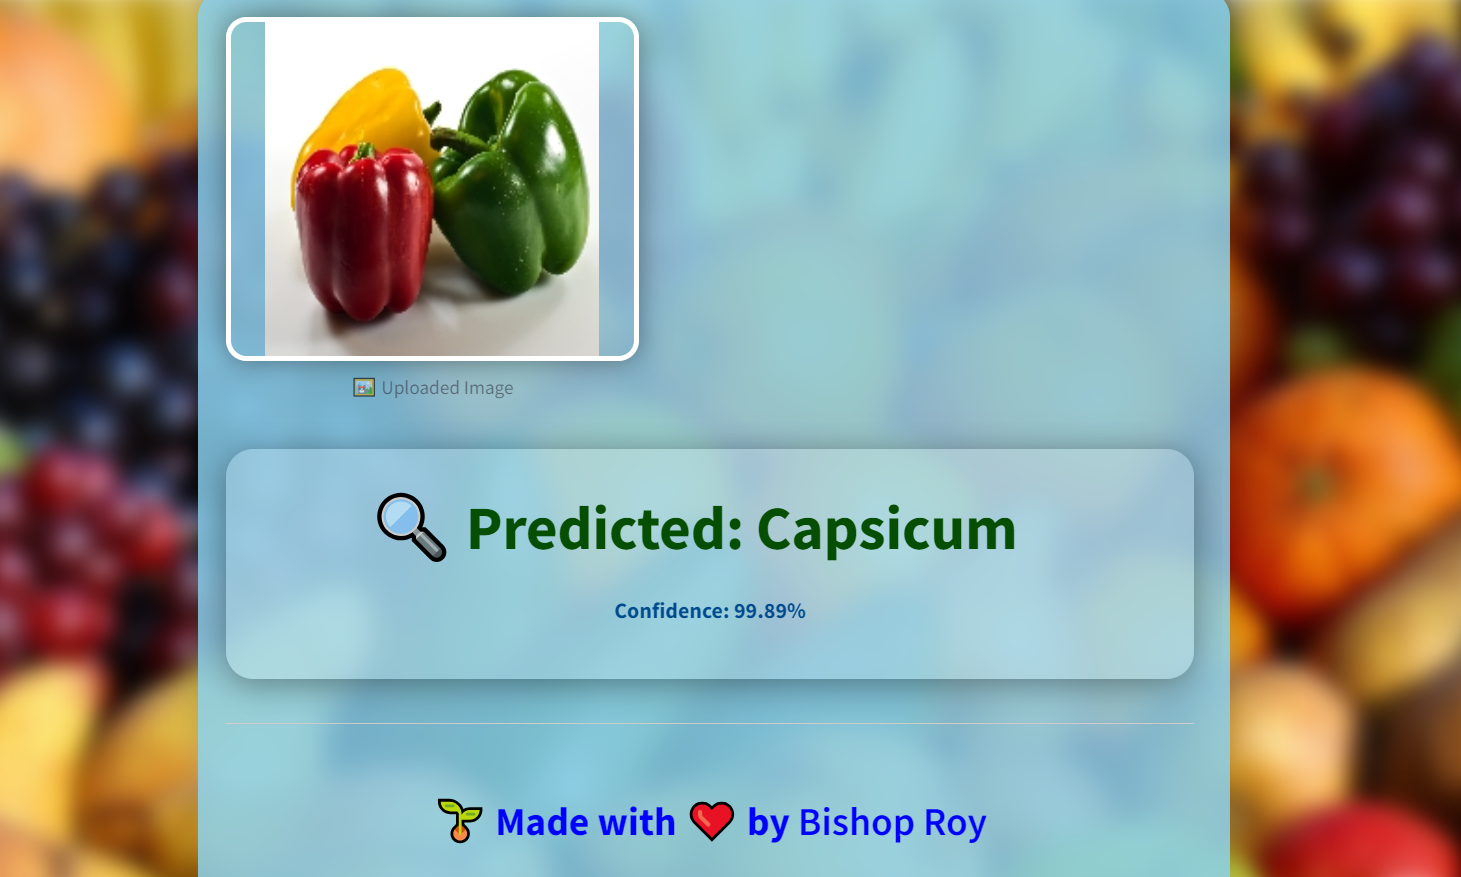 🖼️ Uploaded Image
🔍 Predicted: Capsicum
Confidence: 99.89%
🌱 Made with ❤️ by Bishop Roy